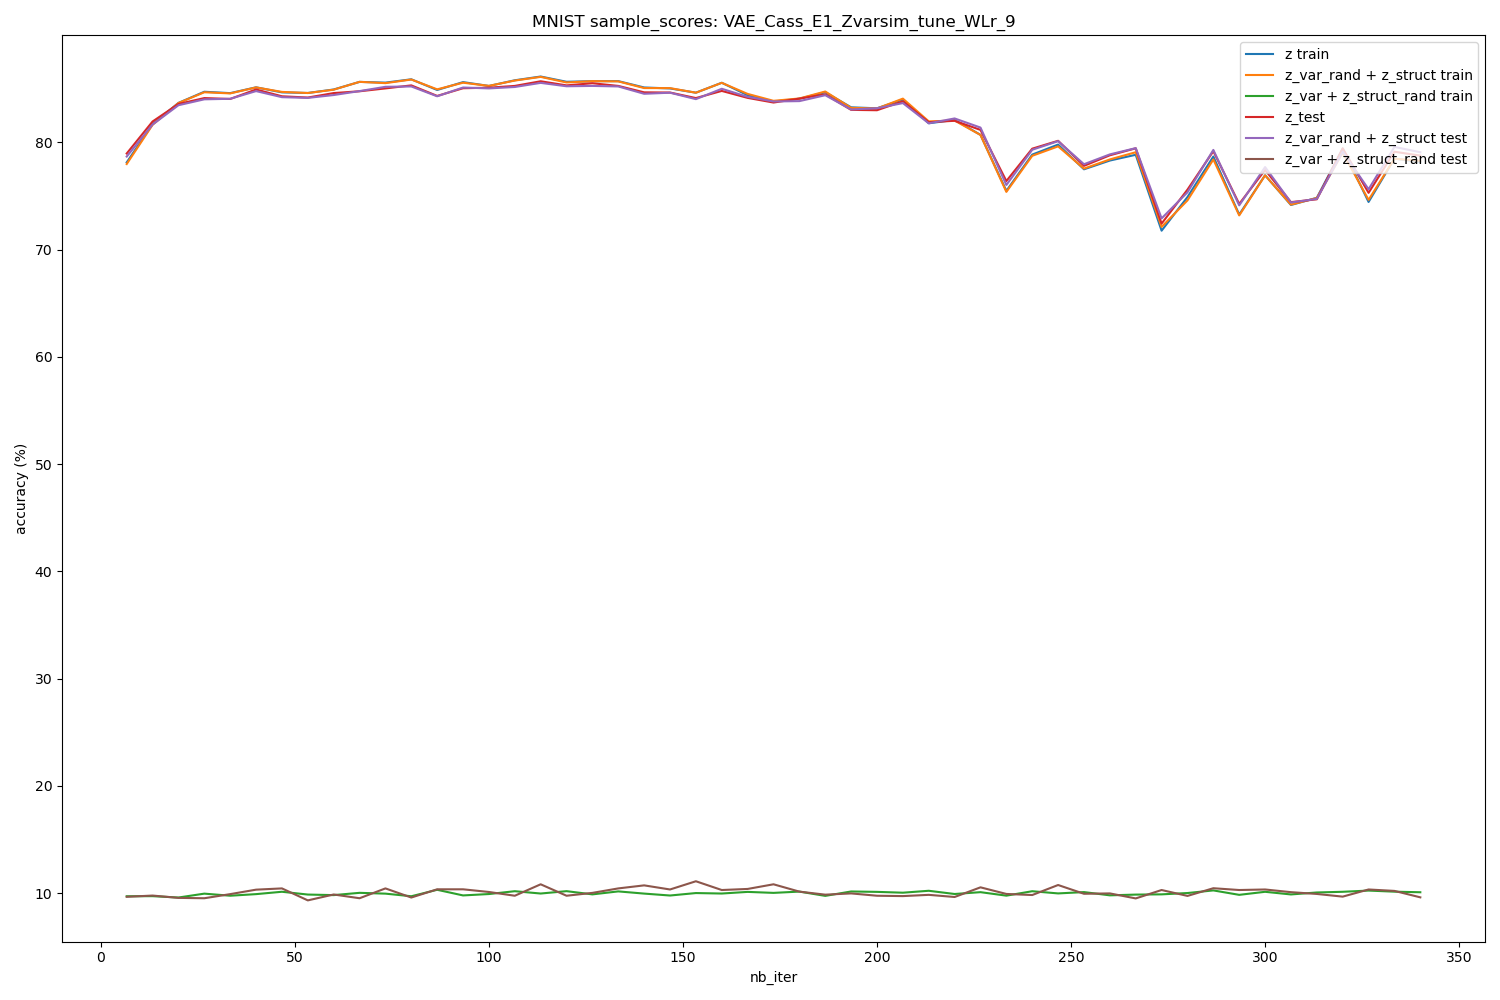 MNIST sample_scores: VAE_Cass_E1_Zvarsim_tune_WLr_9
z train
z_var_rand + z_struct train
z_var + z_struct_rand train
z_test
z_var_rand + z_struct test
z_var + z_struct_rand test
accuracy (%)
80
70
60
50
40
30
20
10
0 50 100 150 200 250 300 350
nb_iter